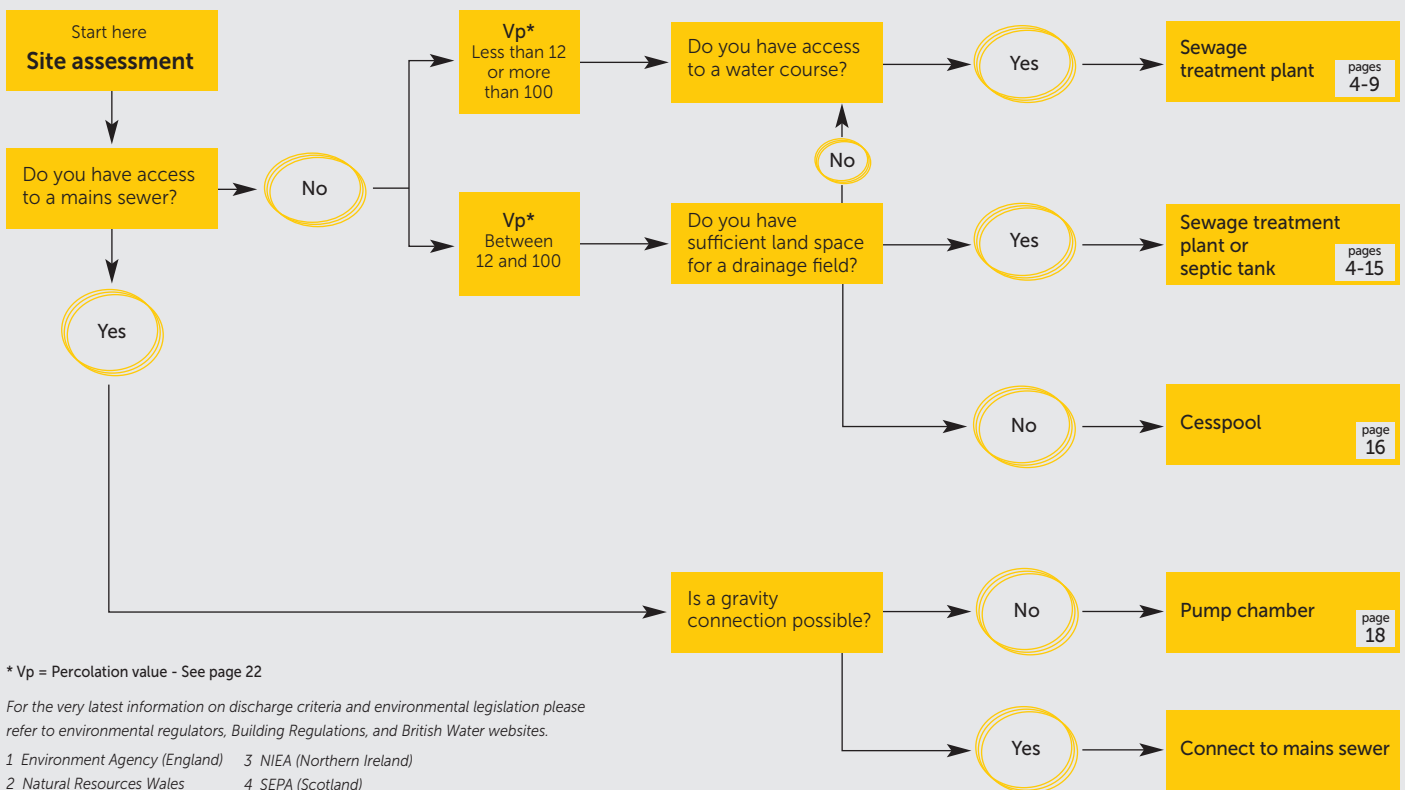 Start here
Site assessment
Do you have access
to a mains sewer?
No
Yes
Vp*
Less than 12
or more
than 100
Do you have access
to a water course?
Yes
Sewage
treatment plant
pages
4-9
No
Vp*
Between
12 and 100
Do you have
sufficient land space
for a drainage field?
Yes
Sewage treatment
plant or
septic tank
pages
4-15
No
Cesspool
page
16
Is a gravity
connection possible?
No
Pump chamber
page
18
Yes
Connect to mains sewer
* Vp = Percolation value - See page 22
For the very latest information on discharge criteria and environmental legislation please
refer to environmental regulators, Building Regulations, and British Water websites.
1 Environment Agency (England) 3 NIEA (Northern Ireland)
2 Natural Resources Wales 4 SEPA (Scotland)